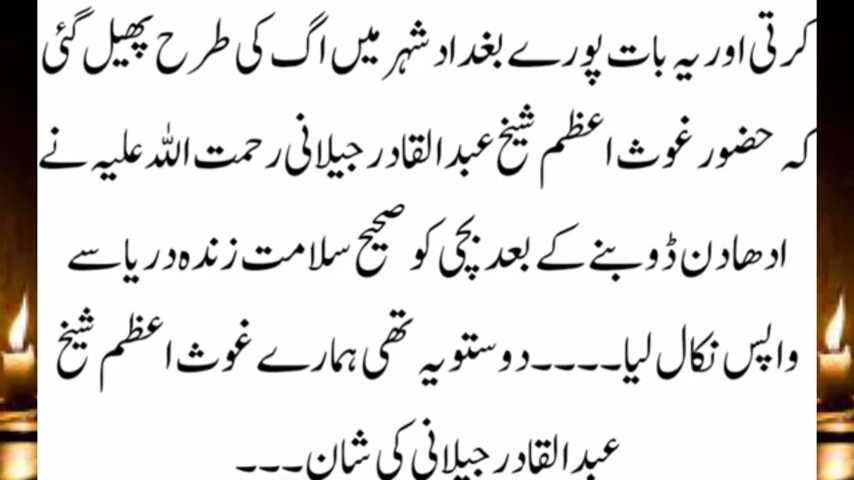 کرتی اور یہ بات پورے بغداد شہر میں اگ کی طرح پھیل گئی
کہ حضور غوث اعظم شیخ عبدالقادر جیلانی رحمت اللہ علیہ نے
ادھا دن ڈوبنے کے بعد بچی کو صحیح سلامت زندہ دریا سے
واپس نکال لیا۔۔۔۔دوستو یہ تھی ہمارے غوث اعظم شیخ
عبدالقادر جیلانی کی شان۔۔۔